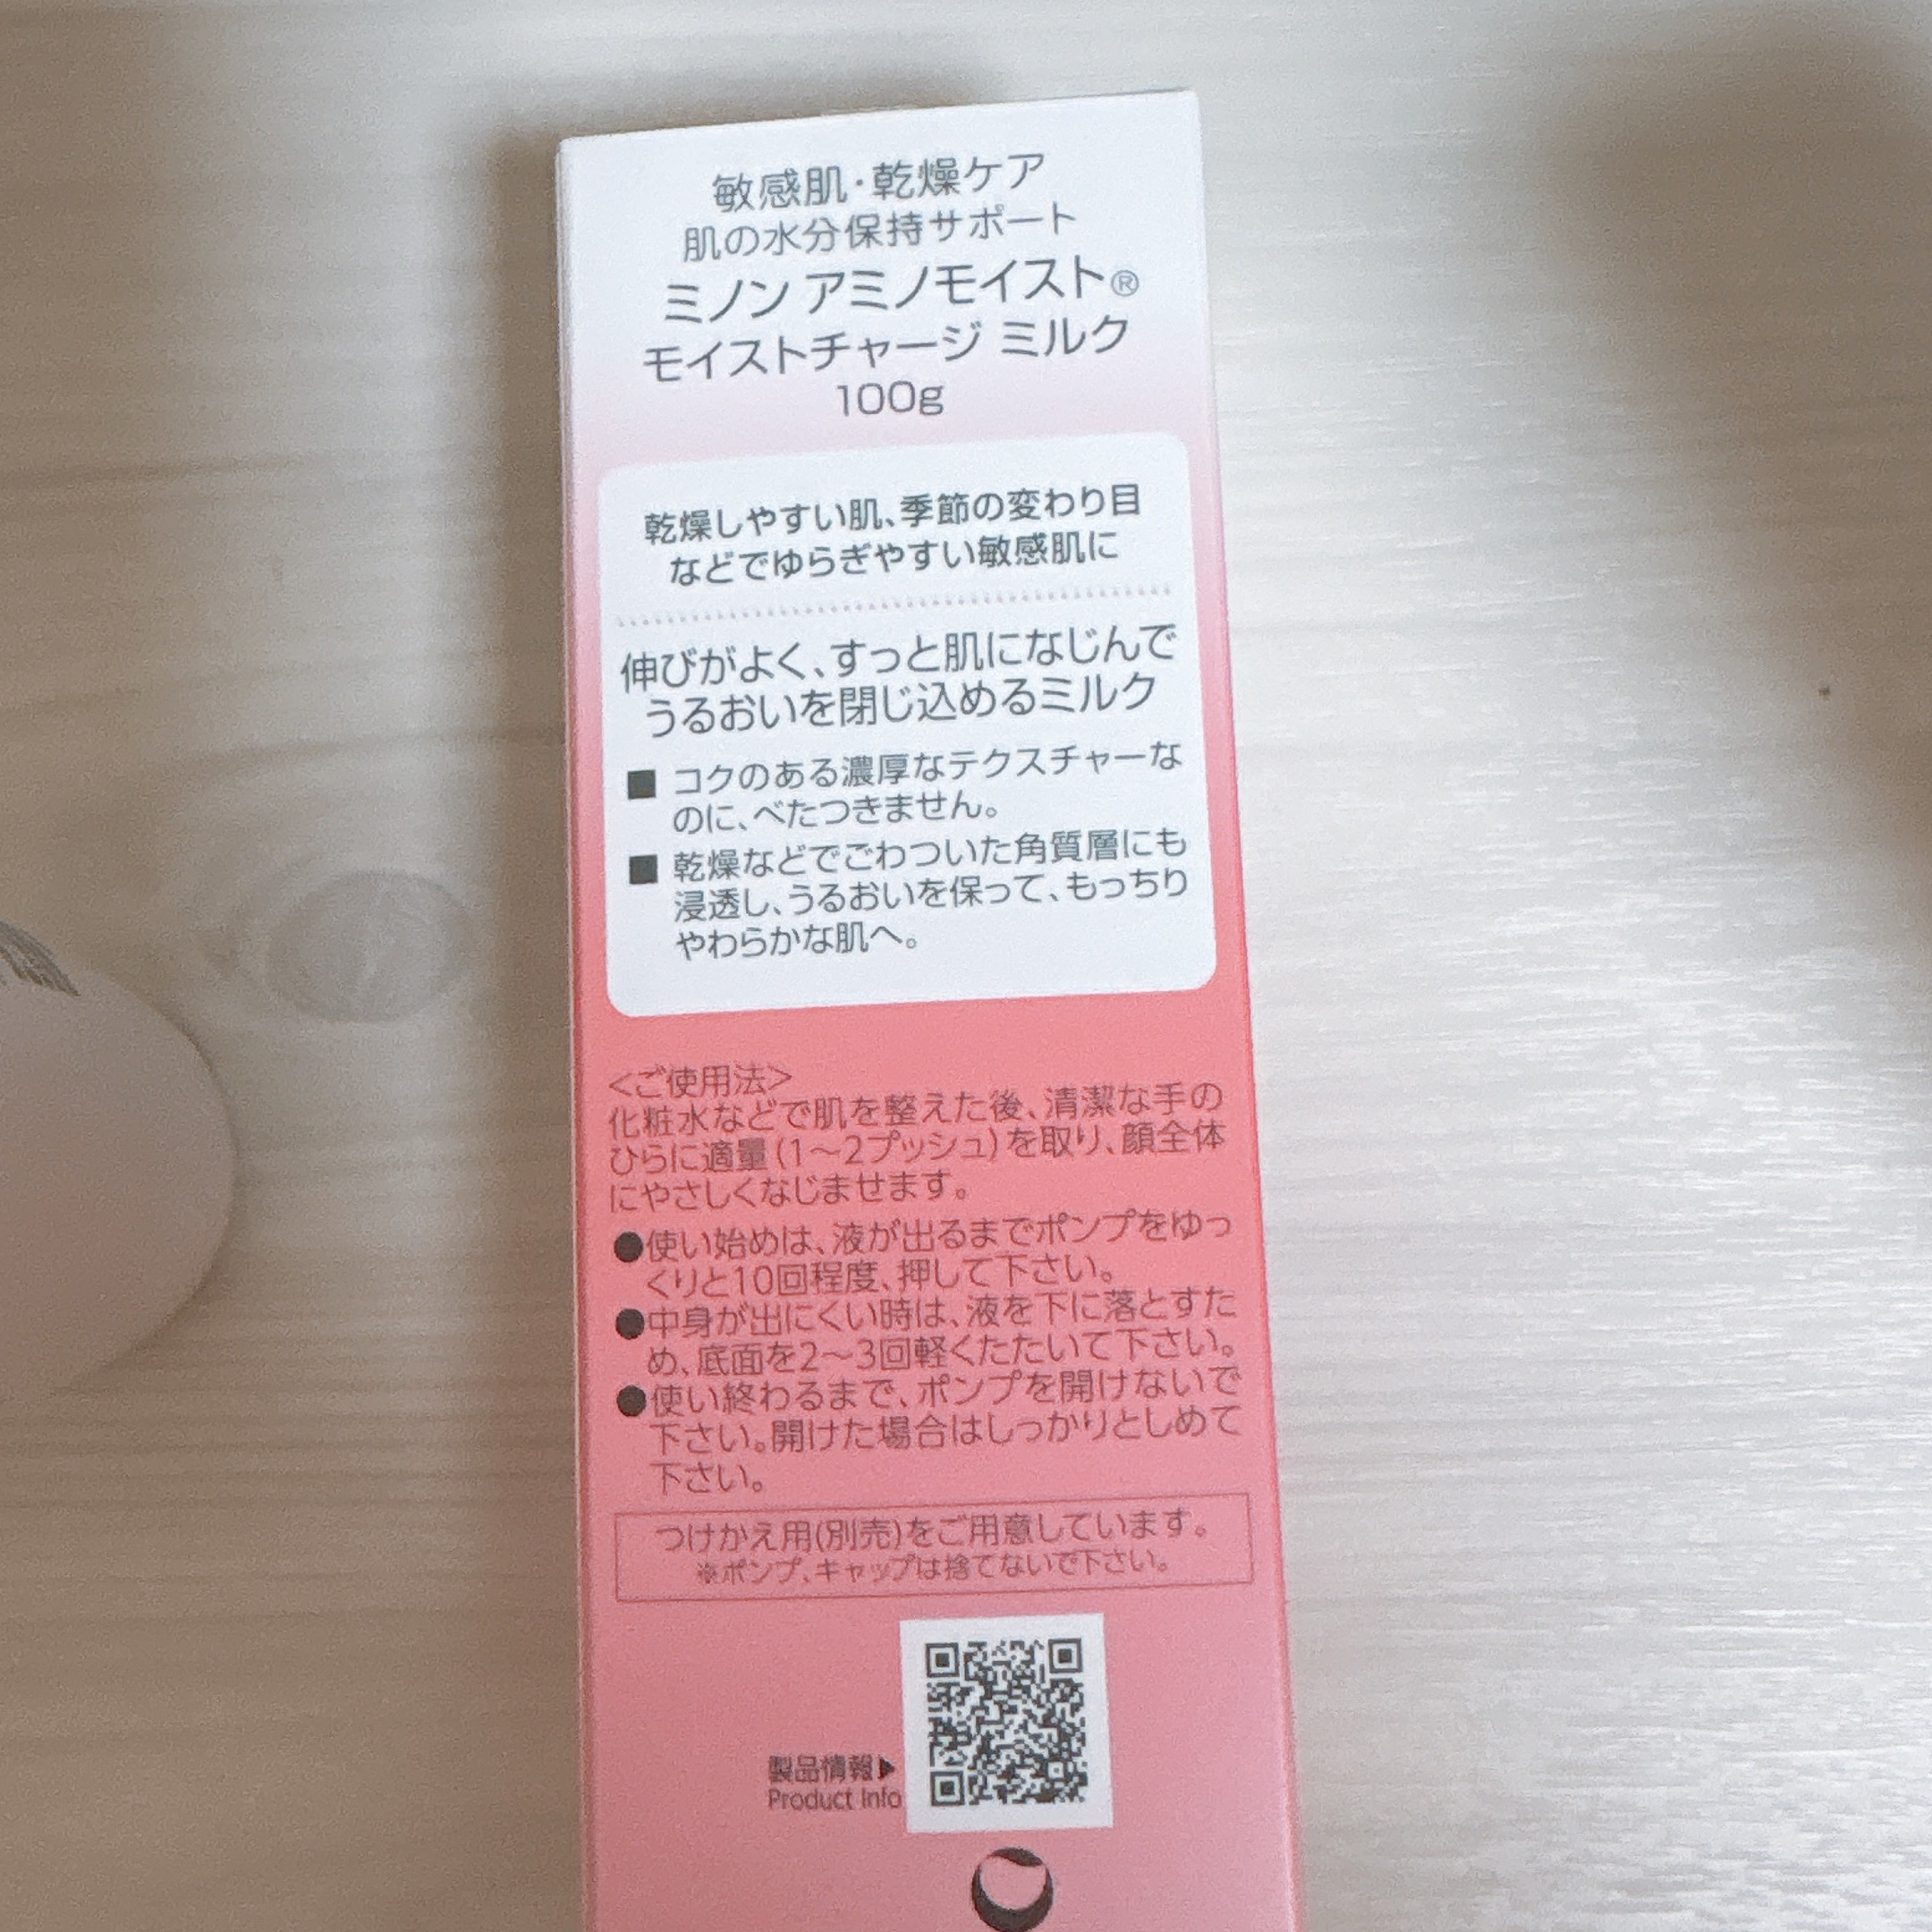 敏感肌・乾燥ケア
肌の水分保持サポート
ミノン アミノモイスト®
モイストチャージ ミルク
100g
乾燥しやすい肌、季節の変わり目
などでゆらぎやすい敏感肌に
伸びがよく、すっと肌になじんで
うるおいを閉じ込めるミルク
■ コクのある濃厚なテクスチャーな
のに、べたつきません。
■ 乾燥などでごわついた角質層にも
浸透し、うるおいを保って、もっちり
やわらかな肌へ。
<ご使用法>
化粧水などで肌を整えた後、清潔な手の
ひらに適量(1〜2プッシュ)を取り、顔全体
にやさしくなじませます。
●使い始めは、液が出るまでポンプをゆっ
くりと10回程度、押して下さい。
●中身が出にくい時は、液を下に落とすた
め、底面を2〜3回軽くたたいて下さい。
●使い終わるまで、ポンプを開けないで
下さい。開けた場合はしっかりとしめて
下さい。
つけかえ用(別売)をご用意しています。
※ポンプ、キャップは捨てないで下さい。
製品情報▶
Product Info